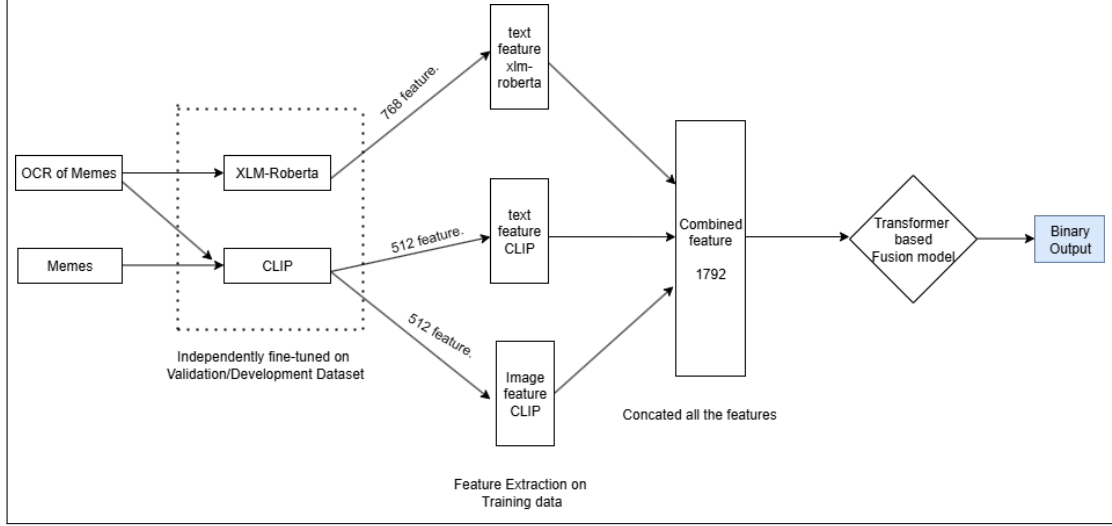 OCR of Memes
Memes
XLM-Roberta
CLIP
Independently fine-tuned on
Validation/Development Dataset
768 feature.
512 feature.
512 feature.
text
feature
xlm-
roberta
text
feature
CLIP
Image
feature
CLIP
Feature Extraction on
Training data
Combined
feature
1792
Concated all the features
Transformer
based
Fusion model
Binary
Output